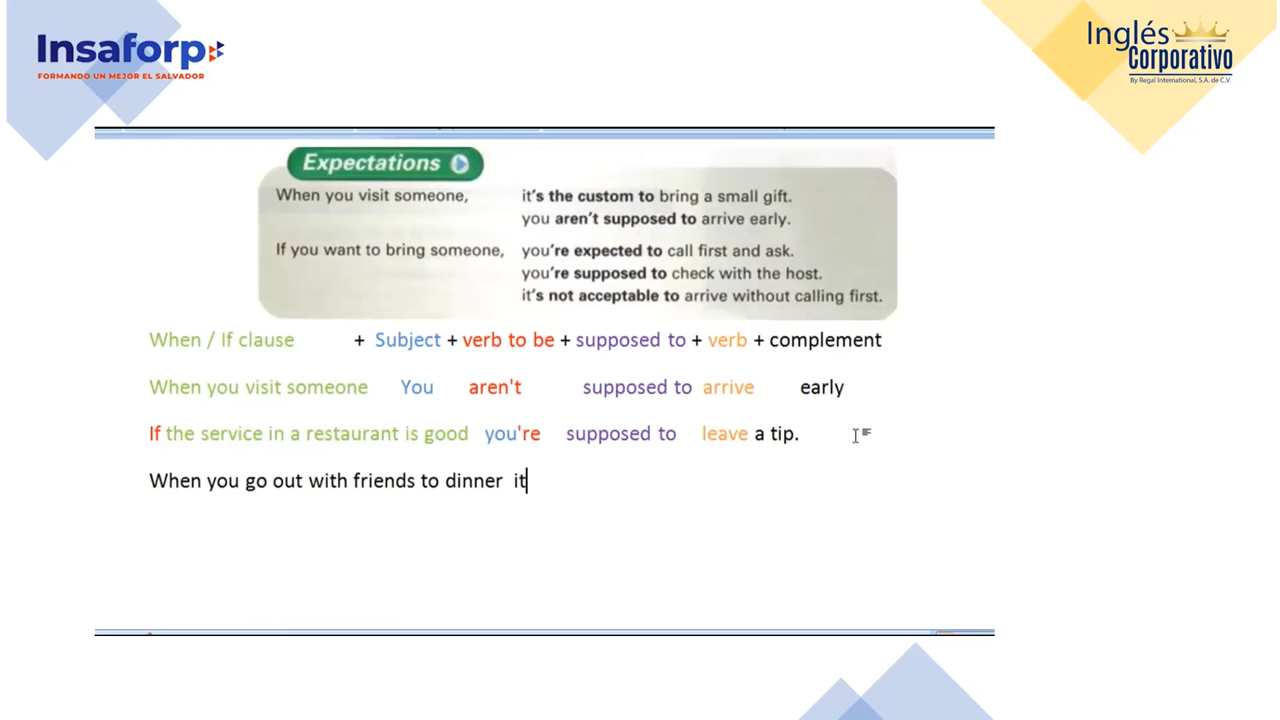 Insaforp
FORMANDO UN MEJOR EL SALVADOR
Inglés
Corporativo
By Regal International, S.A. de C.V.
Expectations
When you visit someone, it's the custom to bring a small gift.
you aren't supposed to arrive early.
If you want to bring someone, you're expected to call first and ask.
you're supposed to check with the host.
it's not acceptable to arrive without calling first.
When / If clause + Subject + verb to be + supposed to + verb + complement
When you visit someone You aren't supposed to arrive early
If the service in a restaurant is good you're supposed to leave a tip.
When you go out with friends to dinner it